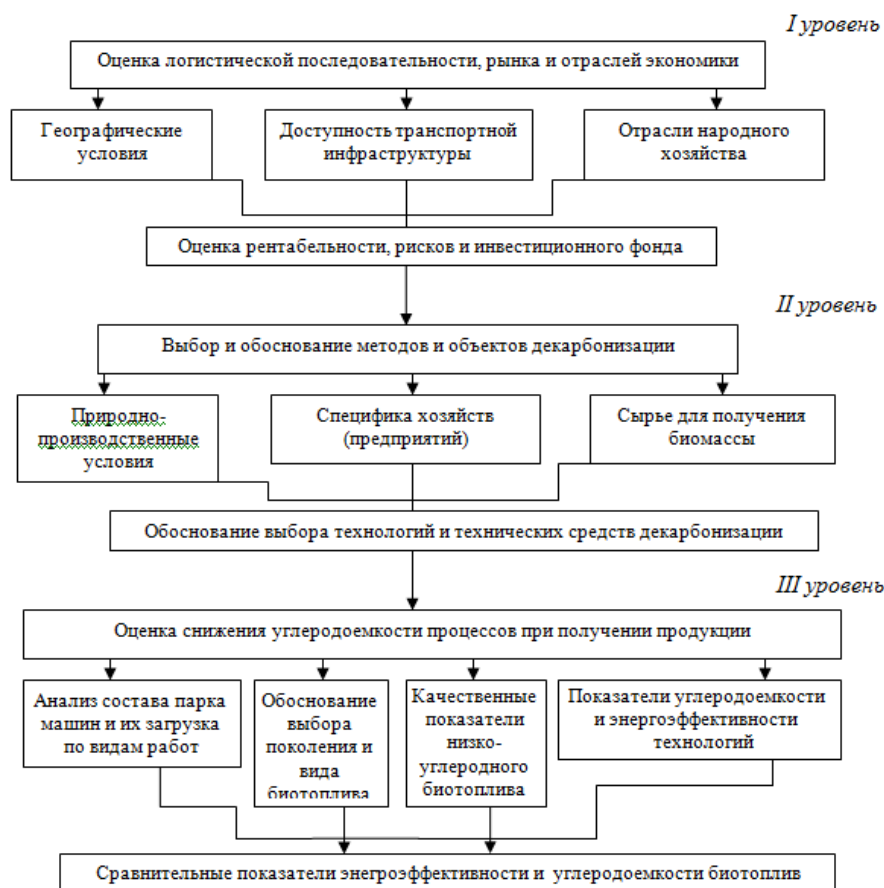 I уровень
Оценка логистической последовательности, рынка и отраслей экономики
Географические
условия
Доступность транспортной
инфраструктуры
Отрасли народного
хозяйства
Оценка рентабельности, рисков и инвестиционного фонда
II уровень
Выбор и обоснование методов и объектов декарбонизации
Природно-
производственные
условия
Специфика хозяйств
(предприятий)
Сырье для получения
биомассы
Обоснование выбора технологий и технических средств декарбонизации
III уровень
Оценка снижения углеродоемкости процессов при получении продукции
Анализ состава парка
машин и их загрузка
по видам работ
Обоснование
выбора
поколения и
вида
биотоплива
Качественные
показатели
низко-
углеродного
биотоплива
Показатели углеродоемкости
и энергоэффективности
технологий
Сравнительные показатели энегроэффективности и углеродоемкости биотоплив